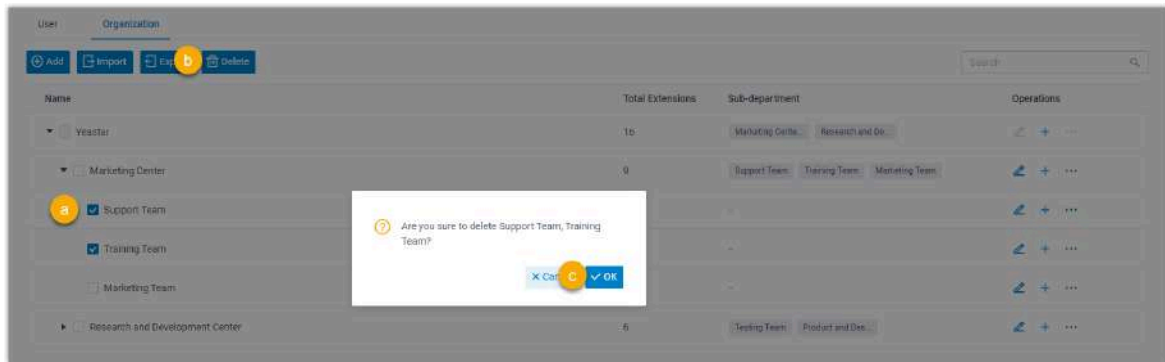 User Organization
Add Import Exp b Delete Search
Name Total Extensions Sub-department Operations
Yeastar 16 Marketing Cente... Research and De...
Marketing Center 9 Support Team Training Team Marketing Team
a Support Team -
Are you sure to delete Support Team, Training
Team?
Training Team -
X Can c OK
Marketing Team -
Research and Development Center 6 Testing Team Product and Des...